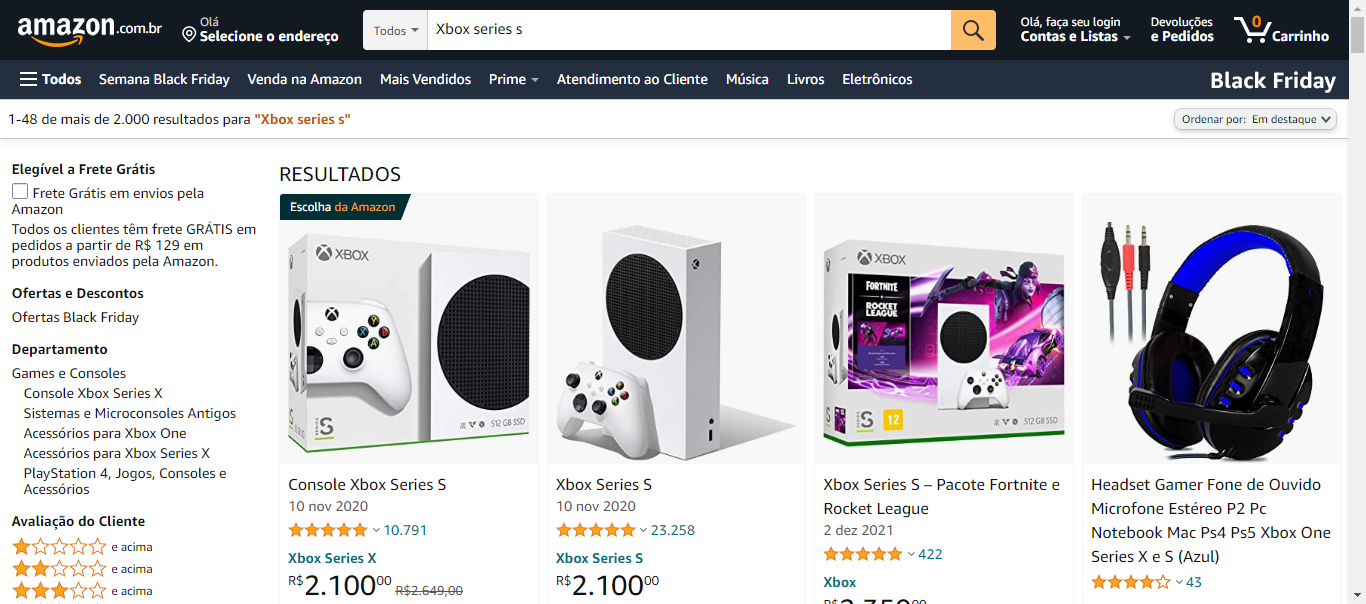 amazon.com.br
Olá
Selecione o endereço
Todos
Xbox series s
Olá, faça seu login
Contas e Listas
Devoluções
e Pedidos
0
Carrinho
Todos
Semana Black Friday
Venda na Amazon
Mais Vendidos
Prime
Atendimento ao Cliente
Música
Livros
Eletrônicos
Black Friday
1-48 de mais de 2.000 resultados para "Xbox series s"
Ordenar por: Em destaque
Elegível a Frete Grátis
Frete Grátis em envios pela
Amazon
Todos os clientes têm frete GRÁTIS em
pedidos a partir de R$ 129 em
produtos enviados pela Amazon.
Ofertas e Descontos
Ofertas Black Friday
Departamento
Games e Consoles
Console Xbox Series X
Sistemas e Microconsoles Antigos
Acessórios para Xbox One
Acessórios para Xbox Series X
PlayStation 4, Jogos, Consoles e
Acessórios
Avaliação do Cliente
e acima
e acima
e acima
RESULTADOS
Escolha da Amazon
XBOX
SERIES S
512 GB SSD
Console Xbox Series S
10 nov 2020
10.791
Xbox Series X
R$2.10000 R$2.649,00
Xbox Series S
10 nov 2020
23.258
Xbox Series S
R$2.10000
XBOX
FORTNITE
ROCKET
LEAGUE
S
12
512 GB SSD
Xbox Series S – Pacote Fortnite e
Rocket League
2 dez 2021
422
Xbox
Headset Gamer Fone de Ouvido
Microfone Estéreo P2 Pc
Notebook Mac Ps4 Ps5 Xbox One
Series X e S (Azul)
43